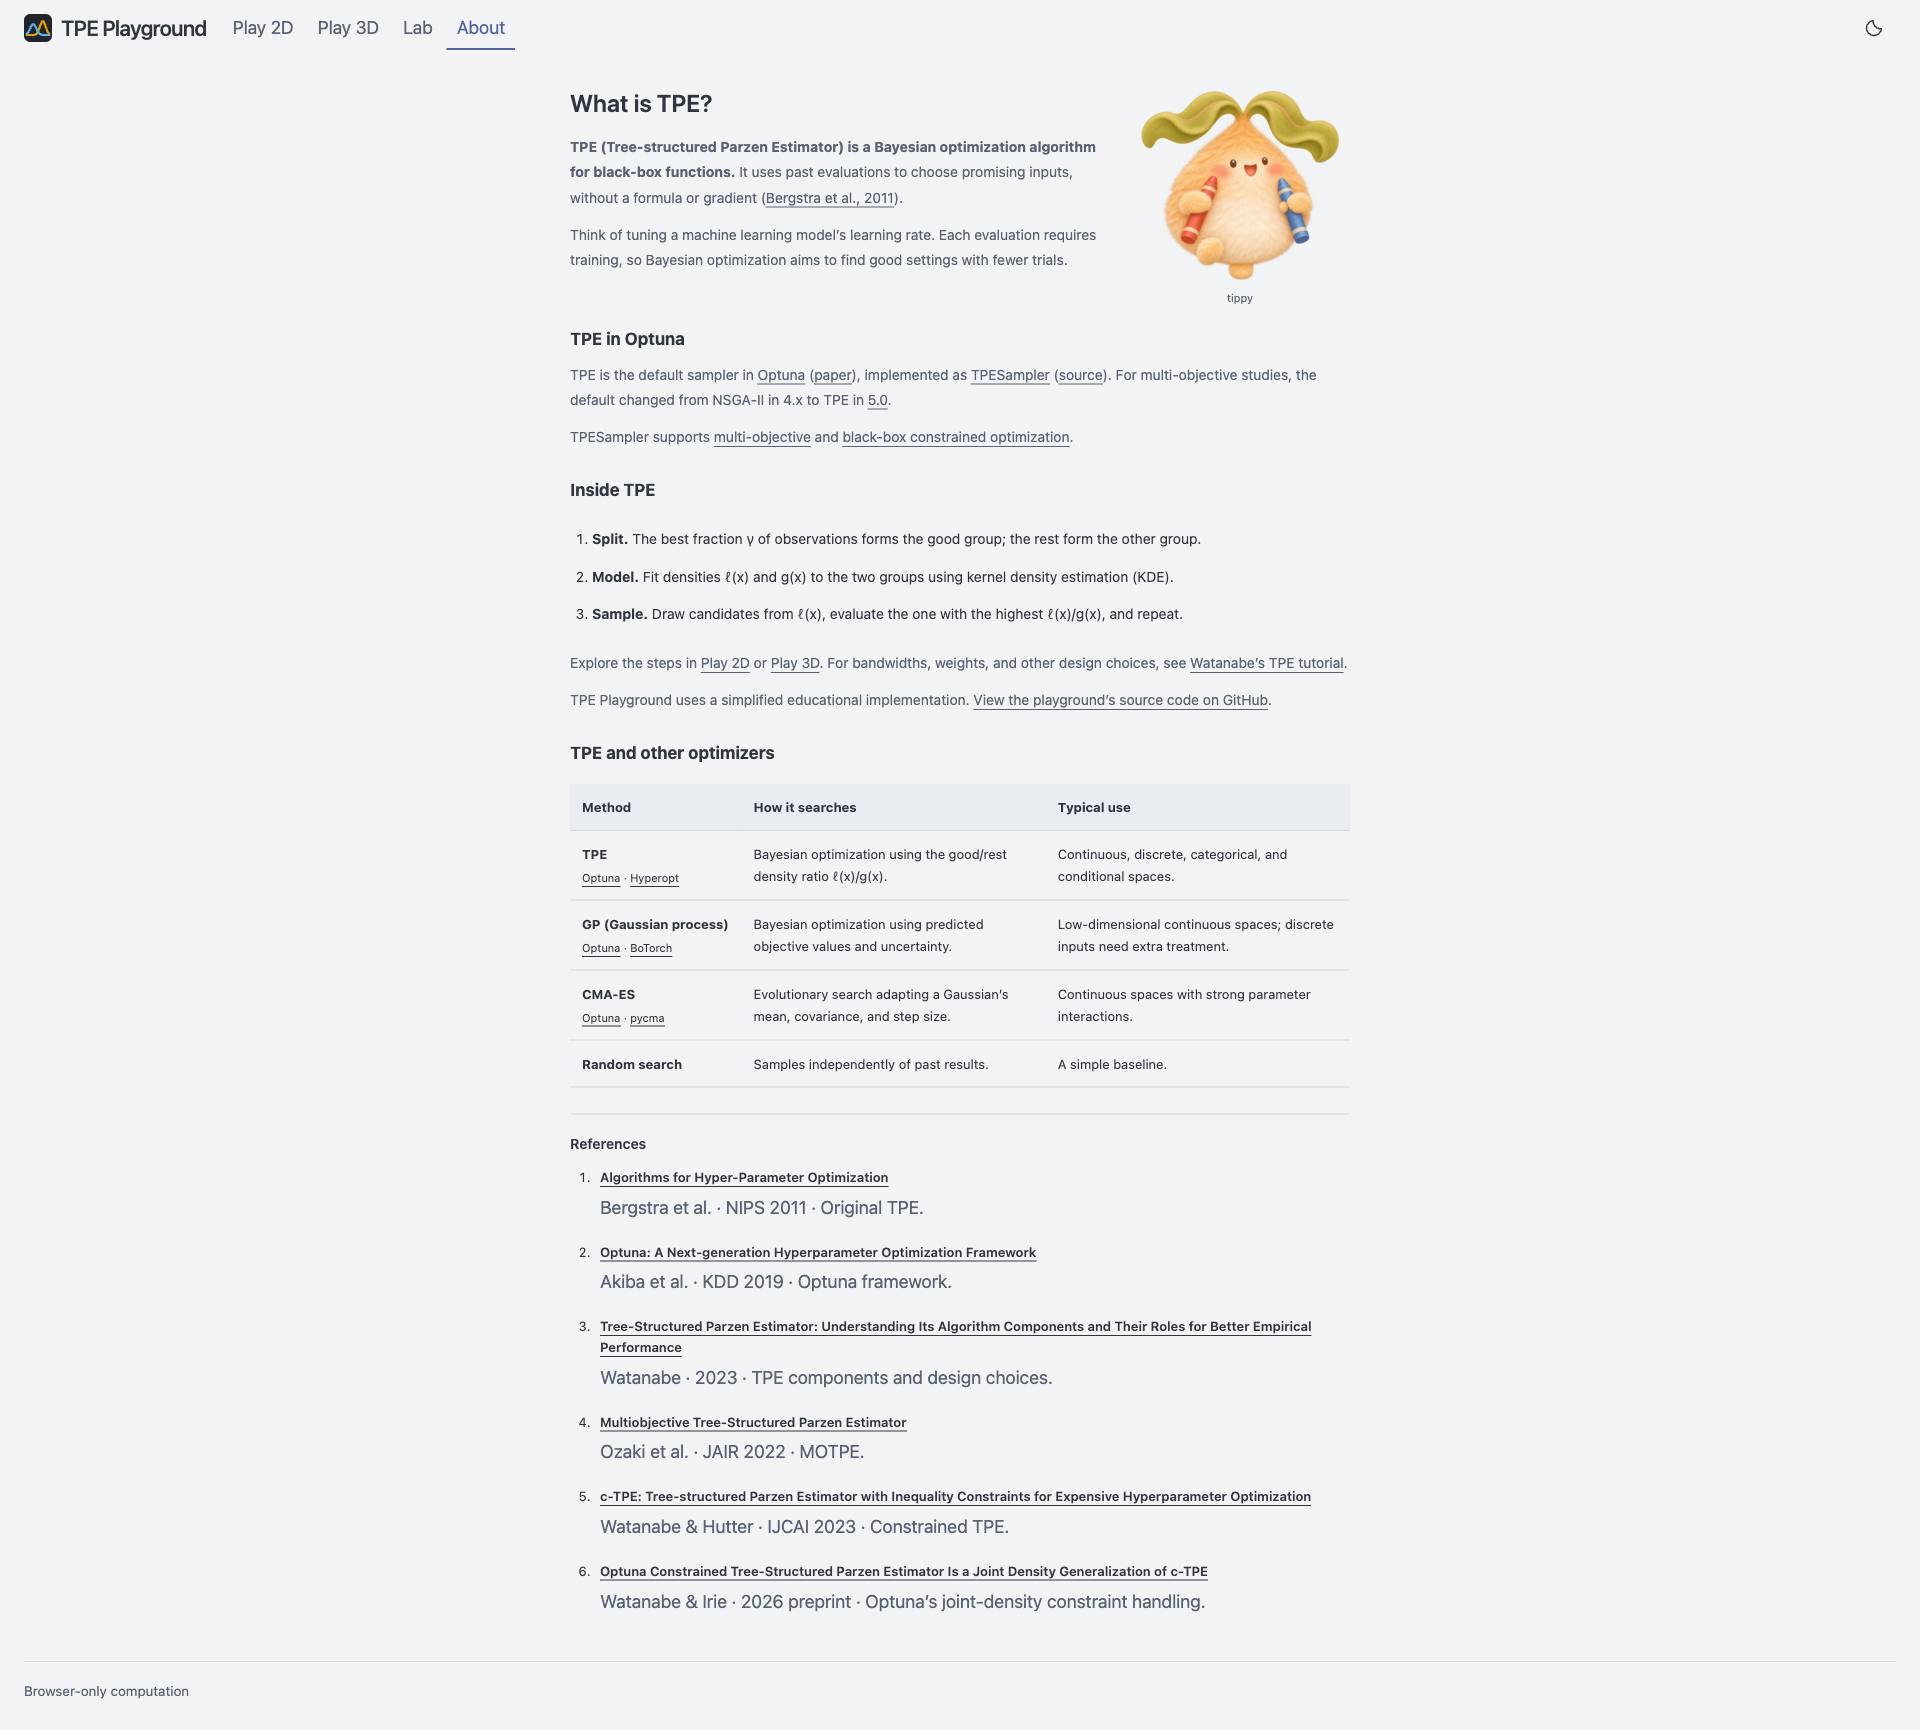 TPE Playground Play 2D Play 3D Lab About
What is TPE?
TPE (Tree-structured Parzen Estimator) is a Bayesian optimization algorithm
for black-box functions. It uses past evaluations to choose promising inputs,
without a formula or gradient (Bergstra et al., 2011).
Think of tuning a machine learning model’s learning rate. Each evaluation requires
training, so Bayesian optimization aims to find good settings with fewer trials.
tippy
TPE in Optuna
TPE is the default sampler in Optuna (paper), implemented as TPESampler (source). For multi-objective studies, the
default changed from NSGA-II in 4.x to TPE in 5.0.
TPESampler supports multi-objective and black-box constrained optimization.
Inside TPE
1. Split. The best fraction γ of observations forms the good group; the rest form the other group.
2. Model. Fit densities ℓ(x) and g(x) to the two groups using kernel density estimation (KDE).
3. Sample. Draw candidates from ℓ(x), evaluate the one with the highest ℓ(x)/g(x), and repeat.
Explore the steps in Play 2D or Play 3D. For bandwidths, weights, and other design choices, see Watanabe’s TPE tutorial.
TPE Playground uses a simplified educational implementation. View the playground’s source code on GitHub.
TPE and other optimizers
Method How it searches Typical use
TPE
Optuna · Hyperopt
Bayesian optimization using the good/rest
density ratio ℓ(x)/g(x).
Continuous, discrete, categorical, and
conditional spaces.
GP (Gaussian process)
Optuna · BoTorch
Bayesian optimization using predicted
objective values and uncertainty.
Low-dimensional continuous spaces; discrete
inputs need extra treatment.
CMA-ES
Optuna · pycma
Evolutionary search adapting a Gaussian’s
mean, covariance, and step size.
Continuous spaces with strong parameter
interactions.
Random search
Samples independently of past results.
A simple baseline.
References
1. Algorithms for Hyper-Parameter Optimization
Bergstra et al. · NIPS 2011 · Original TPE.
2. Optuna: A Next-generation Hyperparameter Optimization Framework
Akiba et al. · KDD 2019 · Optuna framework.
3. Tree-Structured Parzen Estimator: Understanding Its Algorithm Components and Their Roles for Better Empirical
Performance
Watanabe · 2023 · TPE components and design choices.
4. Multiobjective Tree-Structured Parzen Estimator
Ozaki et al. · JAIR 2022 · MOTPE.
5. c-TPE: Tree-structured Parzen Estimator with Inequality Constraints for Expensive Hyperparameter Optimization
Watanabe & Hutter · IJCAI 2023 · Constrained TPE.
6. Optuna Constrained Tree-Structured Parzen Estimator Is a Joint Density Generalization of c-TPE
Watanabe & Irie · 2026 preprint · Optuna’s joint-density constraint handling.
Browser-only computation